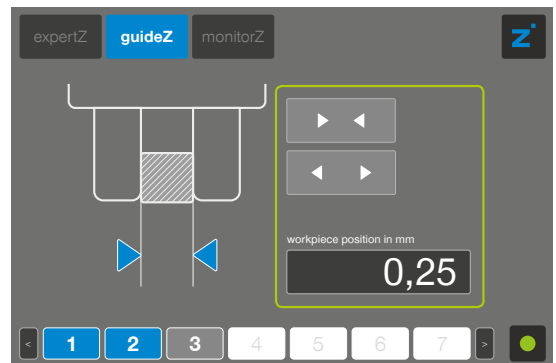 expertZ guideZ monitorZ z
workpiece position in mm
0,25
< 1 2 3 4 5 6 7 >